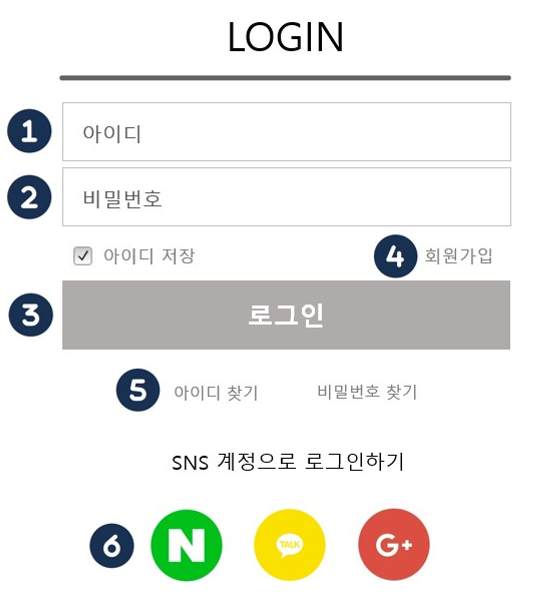 LOGIN
1 아이디
2 비밀번호
아이디 저장 4 회원가입
3 로그인
5 아이디 찾기 비밀번호 찾기
SNS 계정으로 로그인하기
6 N TALK G+